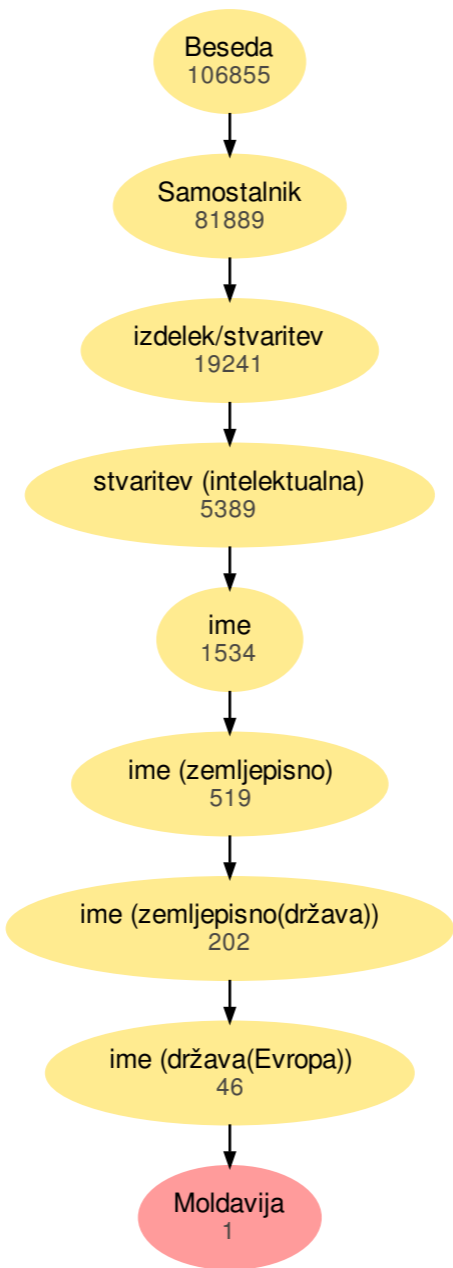 Beseda
106855
Samostalnik
81889
izdelek/stvaritev
19241
stvaritev (intelektualna)
5389
ime
1534
ime (zemljepisno)
519
ime (zemljepisno(država))
202
ime (država(Evropa))
46
Moldavija
1